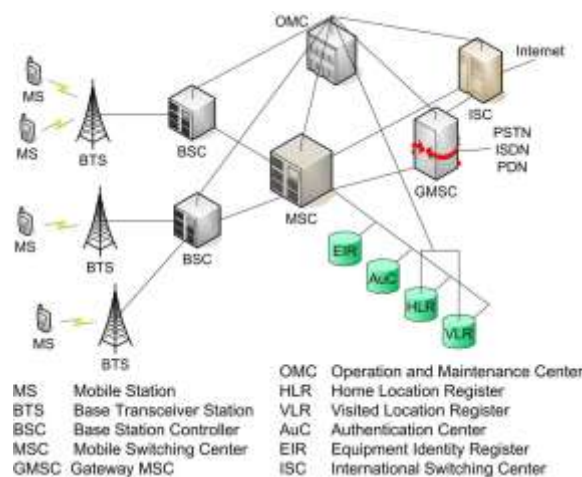 OMC
Internet
MS
ISC
BSC
PSTN
MS
BTS
ISDN
PDN
MSC
GMSC
MS
BSC
EIR
BTS
AuC
HLR
MS
VLR
BTS
OMC Operation and Maintenance Center
MS Mobile Station
HLR Home Location Register
BTS Base Transceiver Station
VLR Visited Location Register
BSC Base Station Controller
AuC Authentication Center
MSC Mobile Switching Center
EIR Equipment Identity Register
GMSC Gateway MSC
ISC International Switching Center